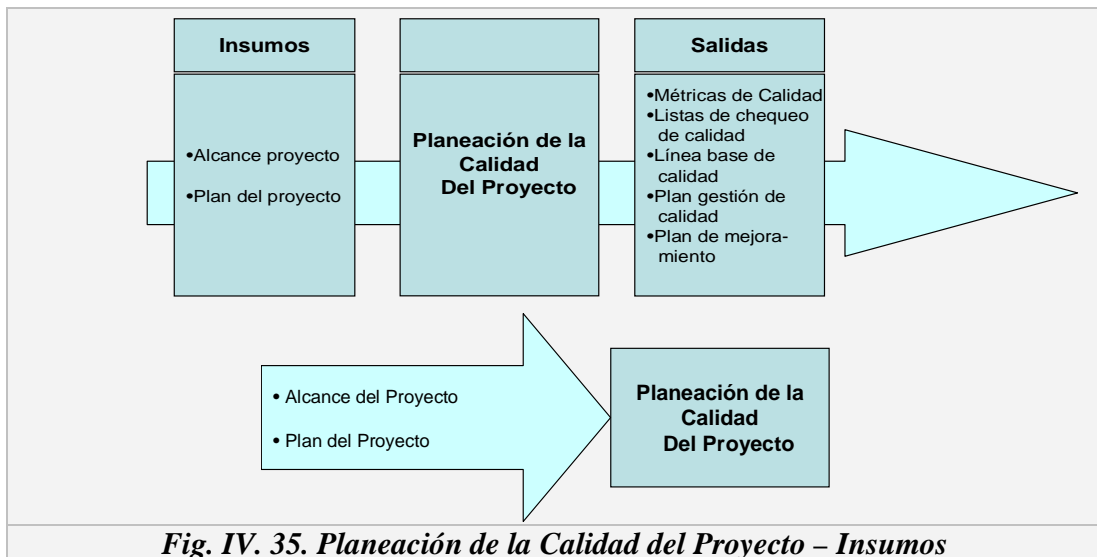 Insumos
•Alcance proyecto
•Plan del proyecto
Planeación de la
Calidad
Del Proyecto
Salidas
•Métricas de Calidad
•Listas de chequeo
de calidad
•Línea base de
calidad
•Plan gestión de
calidad
•Plan de mejora-
miento
• Alcance del Proyecto
• Plan del Proyecto
Planeación de la
Calidad
Del Proyecto
Fig. IV. 35. Planeación de la Calidad del Proyecto – Insumos